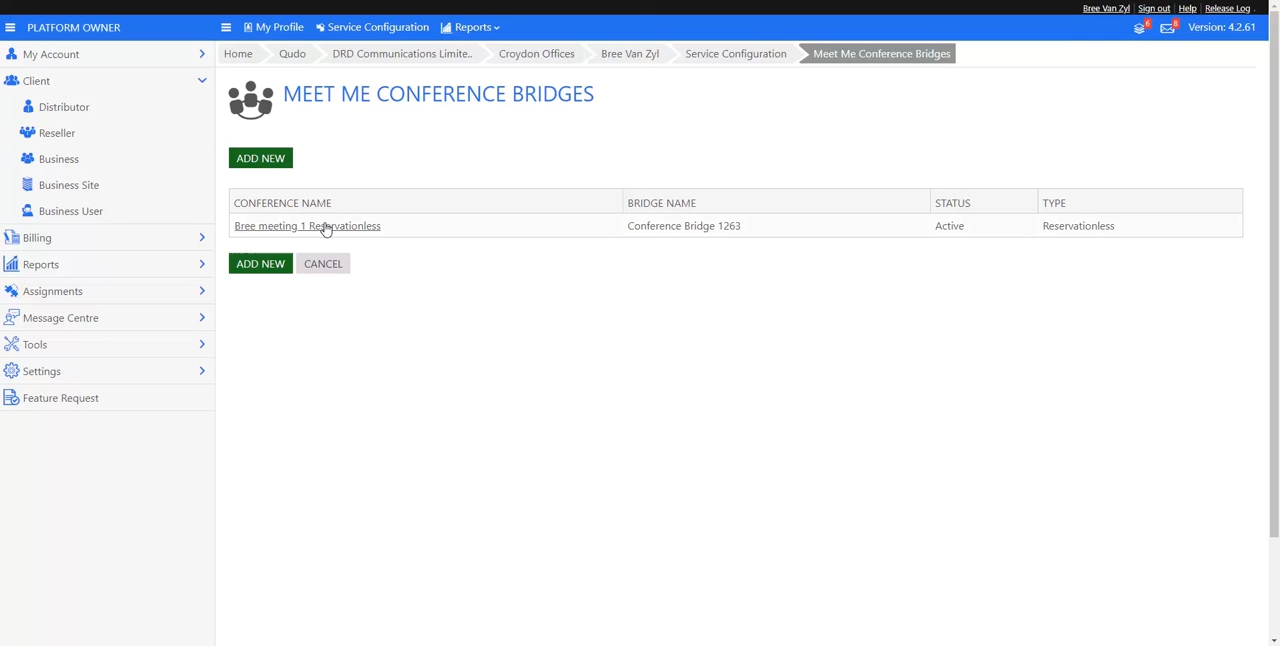 Bree Van Zyl Sign out Help Release Log .
PLATFORM OWNER My Profile Service Configuration Reports 6 8 Version: 4.2.61
My Account
Client
Distributor
Reseller
Business
Business Site
Business User
Billing
Reports
Assignments
Message Centre
Tools
Settings
Feature Request
Home Qudo DRD Communications Limite.. Croydon Offices Bree Van Zyl Service Configuration Meet Me Conference Bridges
MEET ME CONFERENCE BRIDGES
ADD NEW
CONFERENCE NAME BRIDGE NAME STATUS TYPE
Bree meeting 1 Reservationless Conference Bridge 1263 Active Reservationless
ADD NEW CANCEL